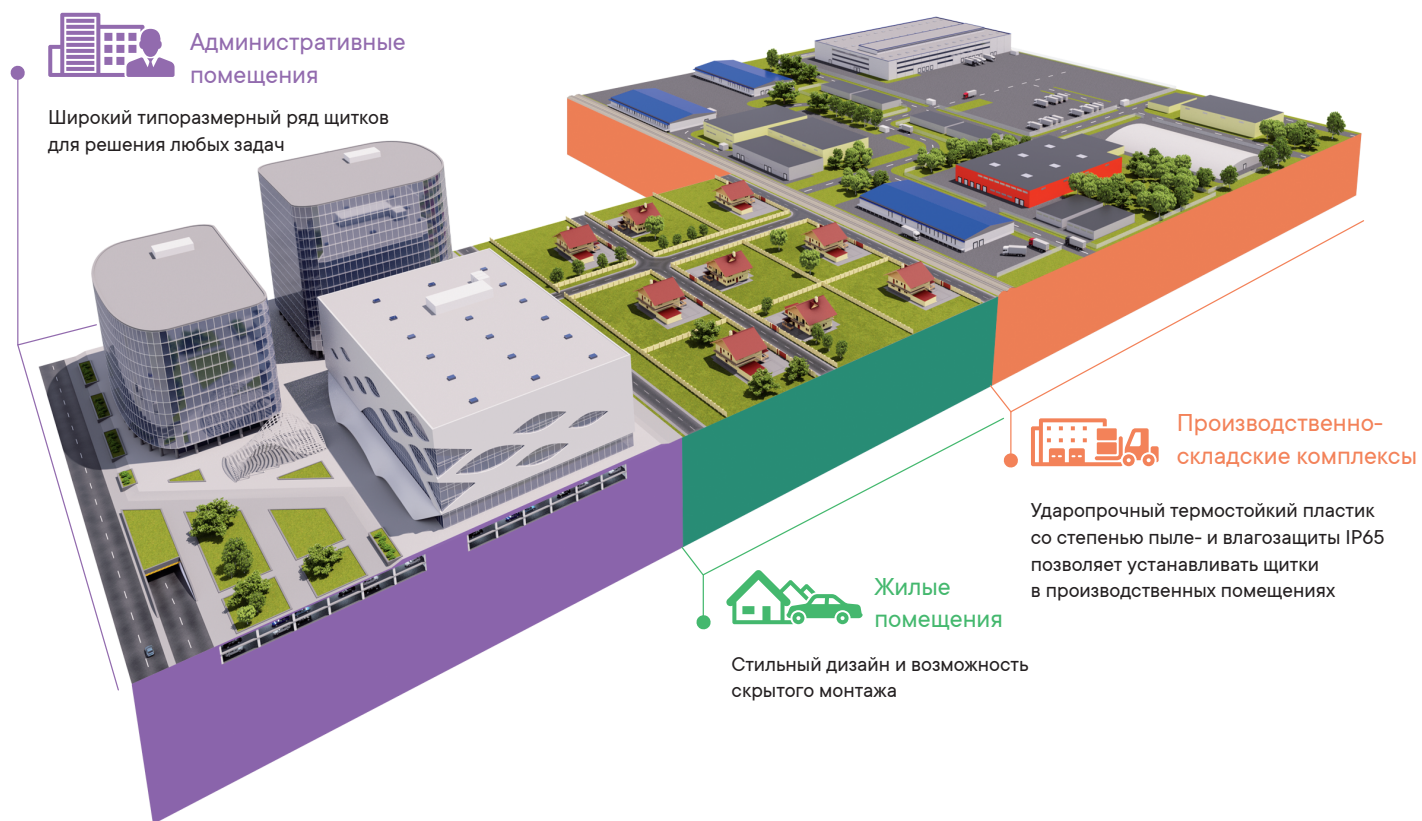 Административные
помещения
Широкий типоразмерный ряд щитков
для решения любых задач
Производственно-
складские комплексы
Ударопрочный термостойкий пластик
со степенью пыле- и влагозащиты IP65
позволяет устанавливать щитки
в производственных помещениях
Жилые
помещения
Стильный дизайн и возможность
скрытого монтажа